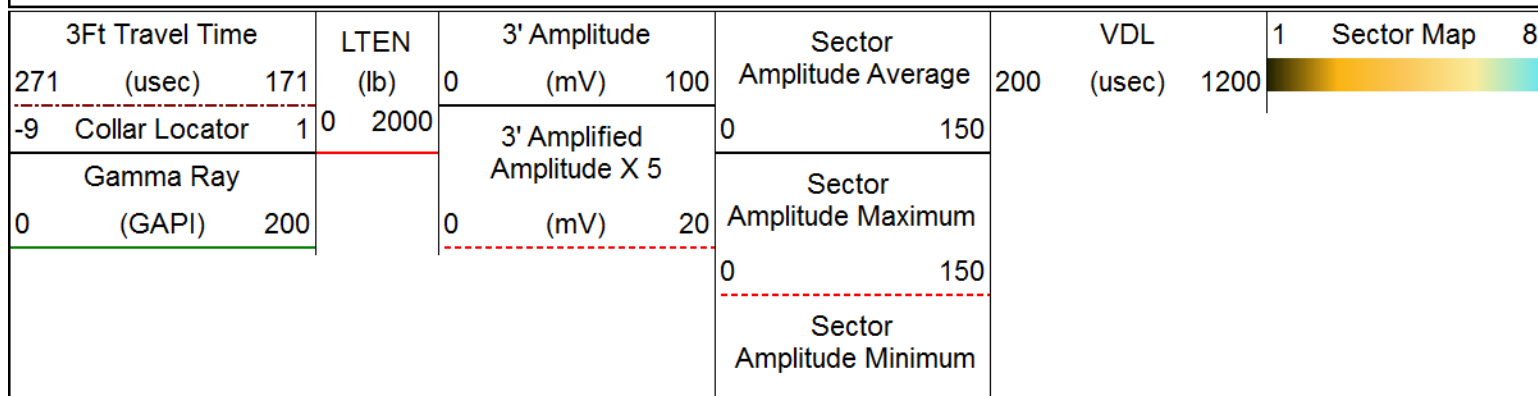 3Ft Travel Time
271 (usec) 171
-9 Collar Locator 1
Gamma Ray
0 (GAPI) 200
LTEN
(lb)
0 2000
3' Amplitude
0 (mV) 100
3' Amplified
Amplitude X 5
0 (mV) 20
Sector
Amplitude Average
0 150
Sector
Amplitude Maximum
0 150
Sector
Amplitude Minimum
VDL
200 (usec) 1200
1 Sector Map 8